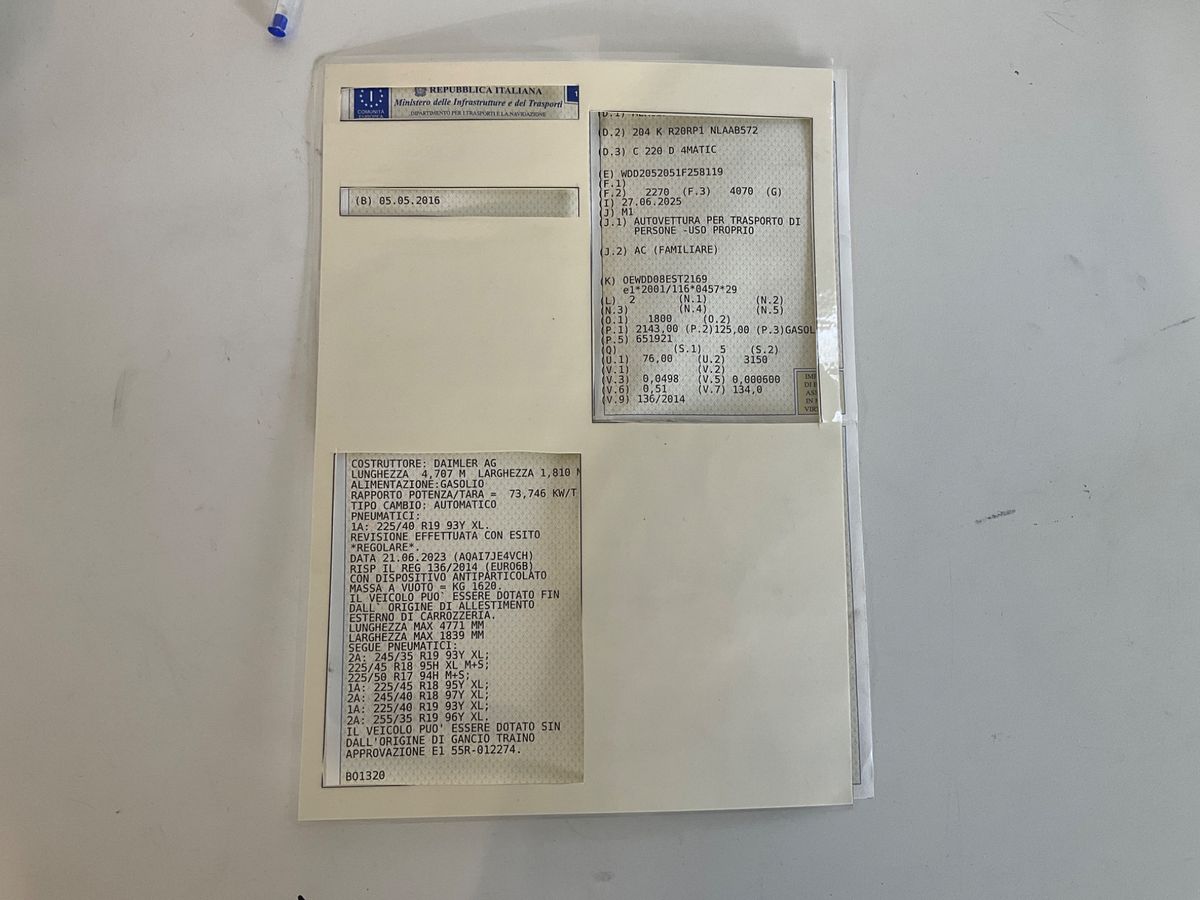 REPUBBLICA ITALIANA
Ministero delle Infrastrutture e dei Trasporti
DIPARTIMENTO PER I TRASPORTI E LA NAVIGAZIONE
I
COMUNITÀ
EUROPEA
1
(B) 05.05.2016
(D.1)
(D.2) 204 K R20RP1 NLAAB572
(D.3) C 220 D 4MATIC
(E) WDD2052051F258119
(F.1)
(F.2) 2270 (F.3) 4070 (G)
(I) 27.06.2025
(J) M1
(J.1) AUTOVETTURA PER TRASPORTO DI
PERSONE -USO PROPRIO
(J.2) AC (FAMILIARE)
(K) OEWDD08EST2169
e1*2001/116*0457*29
(L) 2 (N.1) (N.2)
(N.3) (N.4) (N.5)
(O.1) 1800 (O.2)
(P.1) 2143,00 (P.2)125,00 (P.3)GASOL
(P.5) 651921
(Q) (S.1) 5 (S.2)
(U.1) 76,00 (U.2) 3150
(V.1) (V.2)
(V.3) 0,0498 (V.5) 0,000600
(V.6) 0,51 (V.7) 134,0
(V.9) 136/2014
COSTRUTTORE: DAIMLER AG
LUNGHEZZA 4,707 M LARGHEZZA 1,810
ALIMENTAZIONE:GASOLIO
RAPPORTO POTENZA/TARA = 73,746 KW/T
TIPO CAMBIO: AUTOMATICO
PNEUMATICI:
1A: 225/40 R19 93Y XL.
REVISIONE EFFETTUATA CON ESITO
*REGOLARE*.
DATA 21.06.2023 (AQAI7JE4VCH)
RISP IL REG 136/2014 (EURO6B)
CON DISPOSITIVO ANTIPARTICOLATO
MASSA A VUOTO = KG 1620.
IL VEICOLO PUO` ESSERE DOTATO FIN
DALL` ORIGINE DI ALLESTIMENTO
ESTERNO DI CARROZZERIA.
LUNGHEZZA MAX 4771 MM
LARGHEZZA MAX 1839 MM
SEGUE PNEUMATICI:
2A: 245/35 R19 93Y XL;
225/45 R18 95H XL M+S;
225/50 R17 94H M+S;
1A: 225/45 R18 95Y XL;
2A: 245/40 R18 97Y XL;
1A: 225/40 R19 93Y XL;
2A: 255/35 R19 96Y XL.
IL VEICOLO PUO' ESSERE DOTATO SIN
DALL'ORIGINE DI GANCIO TRAINO
APPROVAZIONE E1 55R-012274.
BO1320